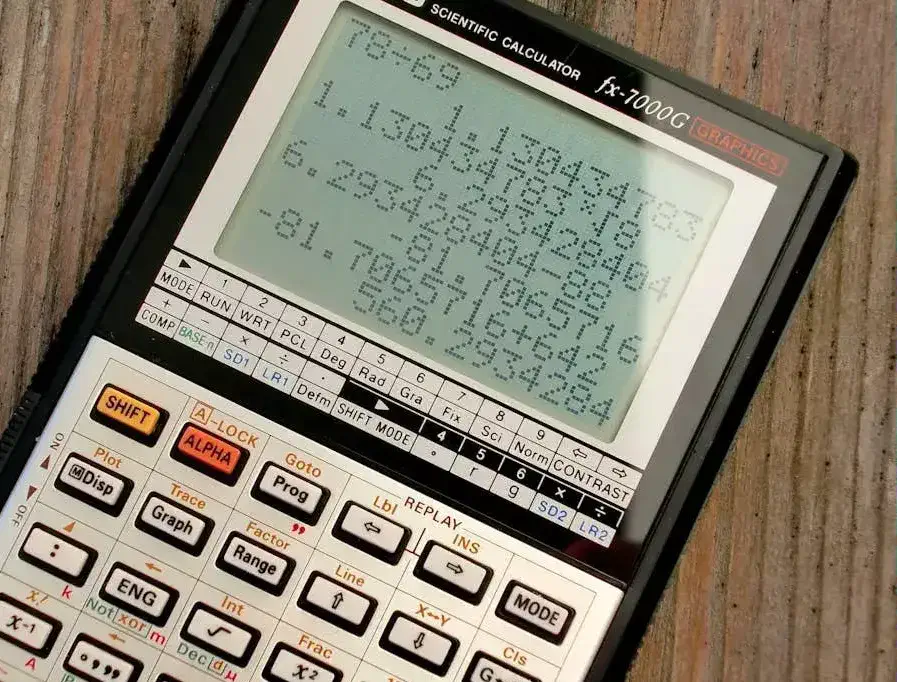 SCIENTIFIC CALCULATOR fx-7000G GRAPHICS
78÷69
1.130434783
1.130434783
6.293428404
6.293428404-88
-81.7065716
-81.7065716+642
560.2934284
▶ 1 2 3 4 5 6 7 8 9 ⇦ ⇨
MODE RUN WRT PCL Deg Rad Gra Fix Sci Norm CONTRAST
+ − × ÷ · ▶ 4 5 6 × ÷
COMP BASE-n SD1 LR1 Defm SHIFT MODE ° r g SD2 LR2
SHIFT
A-LOCK
ALPHA
Goto
Prog
REPLAY
Lbl
⇦
INS
⇨
MODE
ON
OFF
Plot
M Disp
Trace
Graph
Factor
Range
Line
⇧
X↔Y
⇩
Cls
:
k
ENG
Not xor m
Int
√
Dec d μ
Frac
x²
x!
x⁻¹
A